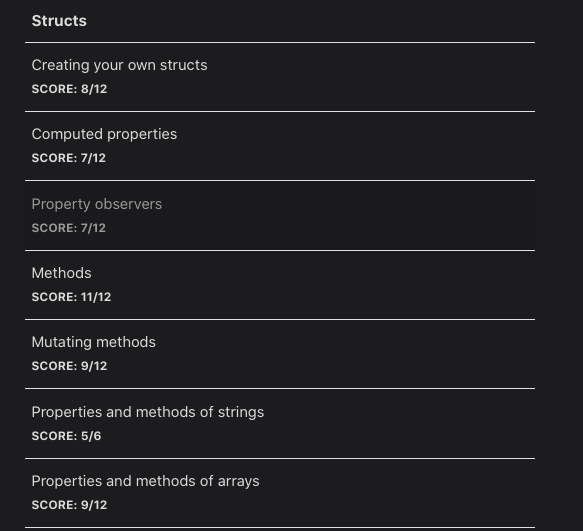 Structs
Creating your own structs
SCORE: 8/12
Computed properties
SCORE: 7/12
Property observers
SCORE: 7/12
Methods
SCORE: 11/12
Mutating methods
SCORE: 9/12
Properties and methods of strings
SCORE: 5/6
Properties and methods of arrays
SCORE: 9/12